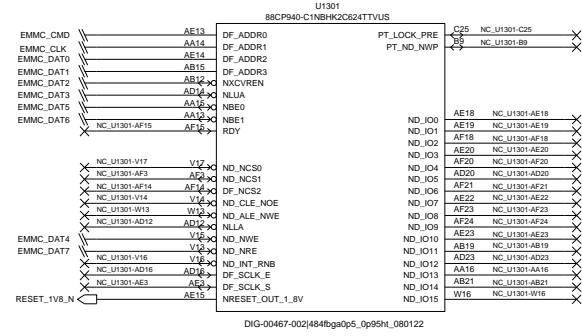 U1301
88CP940-C1NBHK2C624TTVUS
EMMC_CMD AE13 DF_ADDR0 PT_LOCK_PRE C25 NC_U1301-C25
EMMC_CLK AA14 DF_ADDR1 PT_ND_NWP B9 NC_U1301-B9
EMMC_DAT0 AE14 DF_ADDR2
EMMC_DAT1 AB15 DF_ADDR3
EMMC_DAT2 AB12 NXCVREN
EMMC_DAT3 AD14 NLUA
EMMC_DAT5 AA15 NBE0
EMMC_DAT6 AA13 NBE1 ND_IO0 AE18 NC_U1301-AE18
NC_U1301-AF15 AF15 RDY ND_IO1 AE19 NC_U1301-AE19
ND_IO2 AF18 NC_U1301-AF18
ND_IO3 AE20 NC_U1301-AE20
NC_U1301-V17 V17 ND_NCS0 ND_IO4 AF20 NC_U1301-AF20
NC_U1301-AF3 AF3 ND_NCS1 ND_IO5 AD20 NC_U1301-AD20
NC_U1301-AF14 AF14 DF_NCS2 ND_IO6 AF21 NC_U1301-AF21
NC_U1301-V14 V14 ND_CLE_NOE ND_IO7 AE22 NC_U1301-AE22
NC_U1301-W13 W13 ND_ALE_NWE ND_IO8 AF23 NC_U1301-AF23
NC_U1301-AD12 AD12 NLLA ND_IO9 AF24 NC_U1301-AF24
EMMC_DAT4 V15 ND_NWE ND_IO10 AE23 NC_U1301-AE23
EMMC_DAT7 V13 ND_NRE ND_IO11 AB19 NC_U1301-AB19
NC_U1301-V16 V16 ND_INT_RNB ND_IO12 AD23 NC_U1301-AD23
NC_U1301-AD16 AD16 DF_SCLK_E ND_IO13 AA16 NC_U1301-AA16
NC_U1301-AE3 AE3 DF_SCLK_S ND_IO14 AB21 NC_U1301-AB21
RESET_1V8_N AE15 NRESET_OUT_1_8V ND_IO15 W16 NC_U1301-W16
DIG-00467-002|484fbga0p5_0p95ht_080122